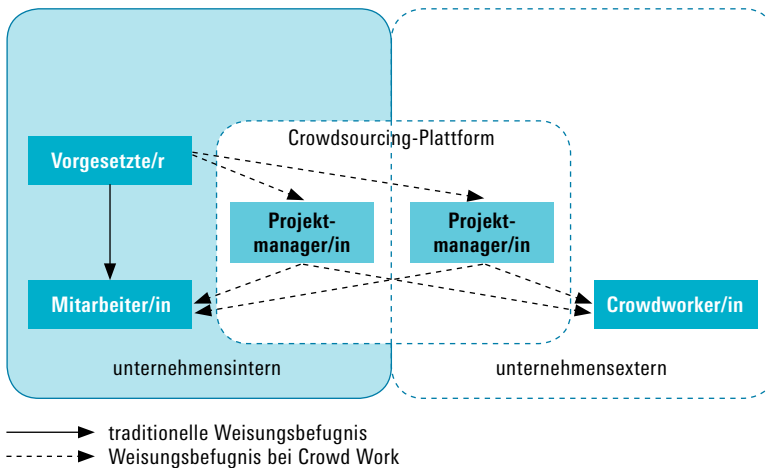 Crowdsourcing-Plattform
Vorgesetzte/r
Projekt-
manager/in
Projekt-
manager/in
Mitarbeiter/in
Crowdworker/in
unternehmensintern
unternehmensextern
traditionelle Weisungsbefugnis
Weisungsbefugnis bei Crowd Work